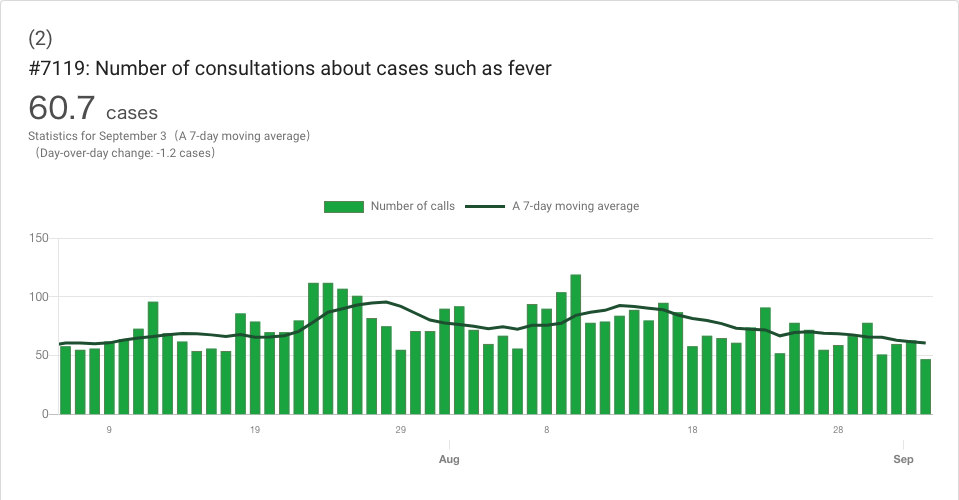 (2)
#7119: Number of consultations about cases such as fever
60.7 cases
Statistics for September 3（A 7-day moving average）
（Day-over-day change: -1.2 cases）
Number of calls A 7-day moving average
150
100
50
0
9 19 29 8 18 28
Aug Sep